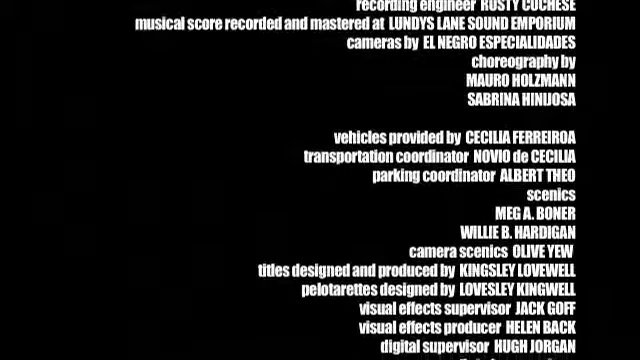 recording engineer RUSTY CUCHESE
musical score recorded and mastered at LUNDYS LANE SOUND EMPORIUM
cameras by EL NEGRO ESPECIALIDADES
choreography by
MAURO HOLZMANN
SABRINA HINIJOSA
vehicles provided by CECILIA FERREIROA
transportation coordinator NOVIO de CECILIA
parking coordinator ALBERT THEO
scenics
MEG A. BONER
WILLIE B. HARDIGAN
camera scenics OLIVE YEW
titles designed and produced by KINGSLEY LOVEWELL
pelotarettes designed by LOVESLEY KINGWELL
visual effects supervisor JACK GOFF
visual effects producer HELEN BACK
digital supervisor HUGH JORGAN